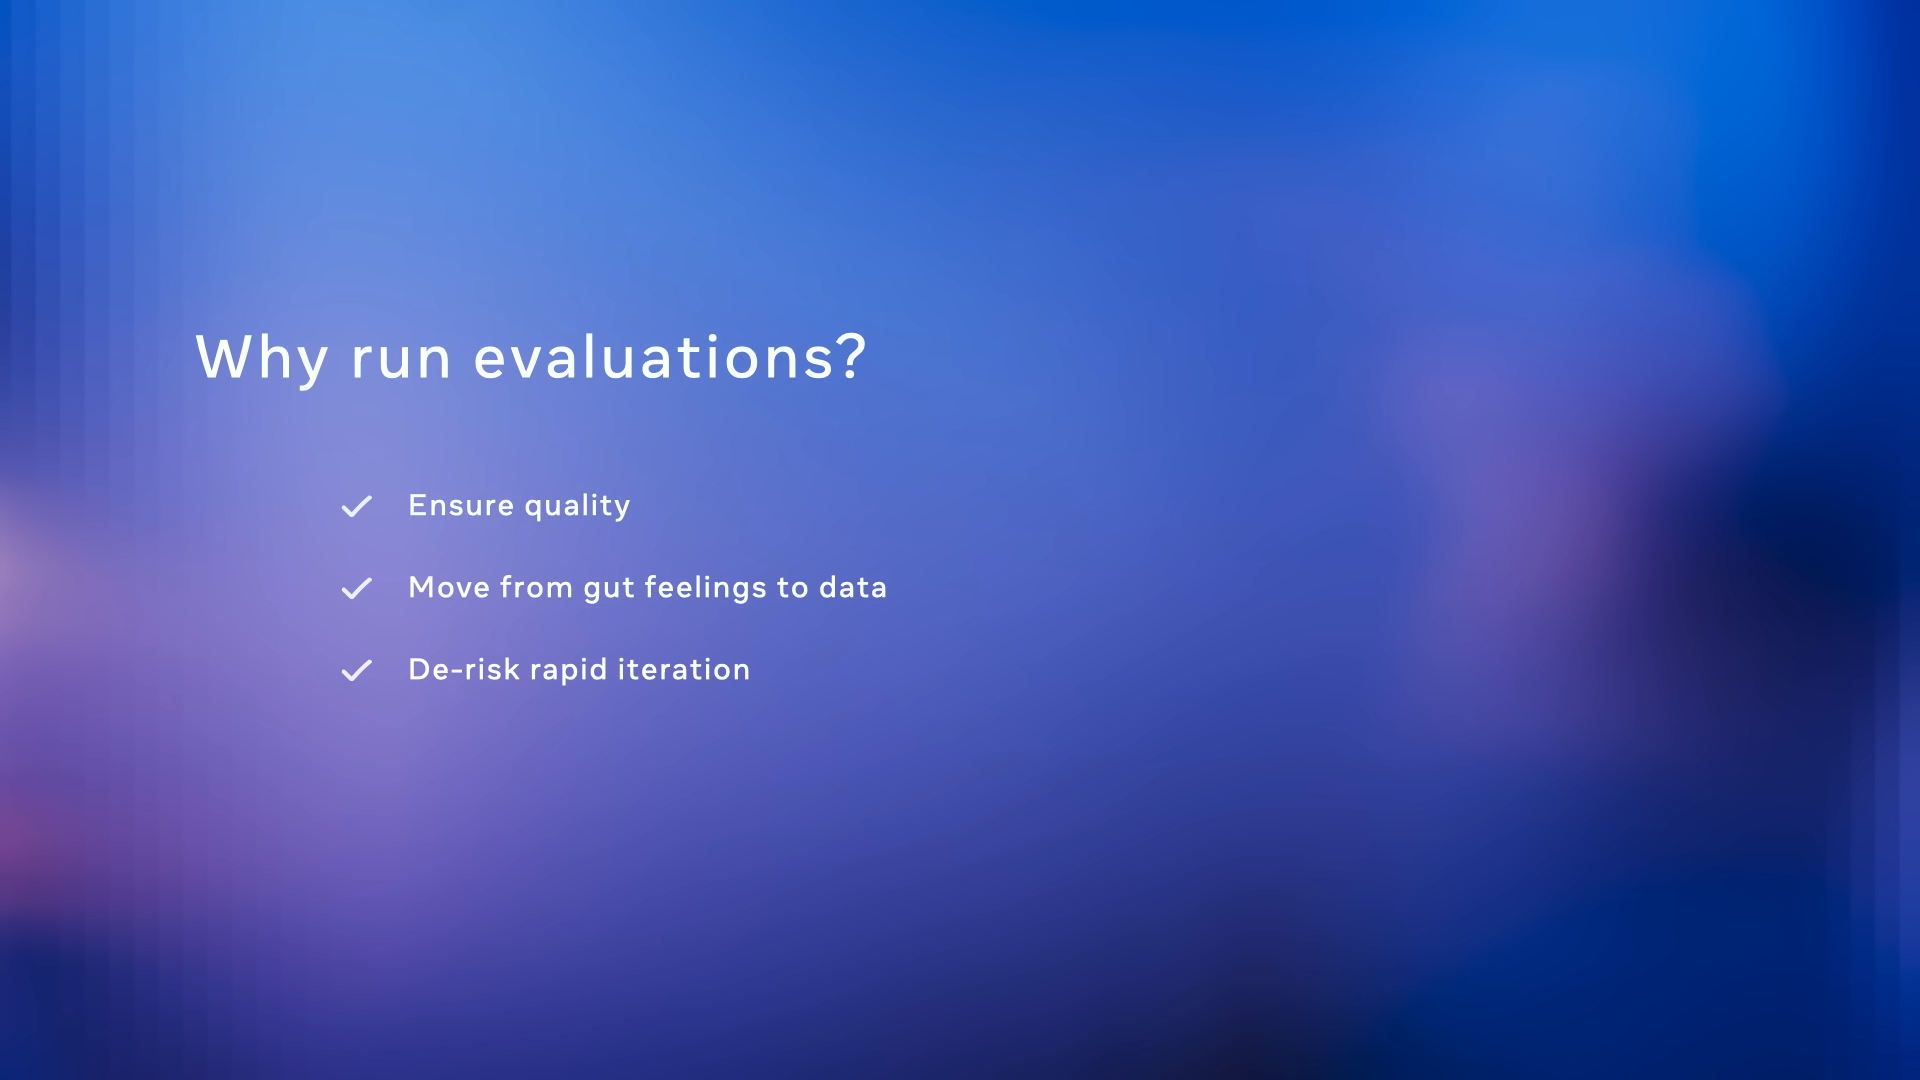 Why run evaluations?
Ensure quality
Move from gut feelings to data
De-risk rapid iteration